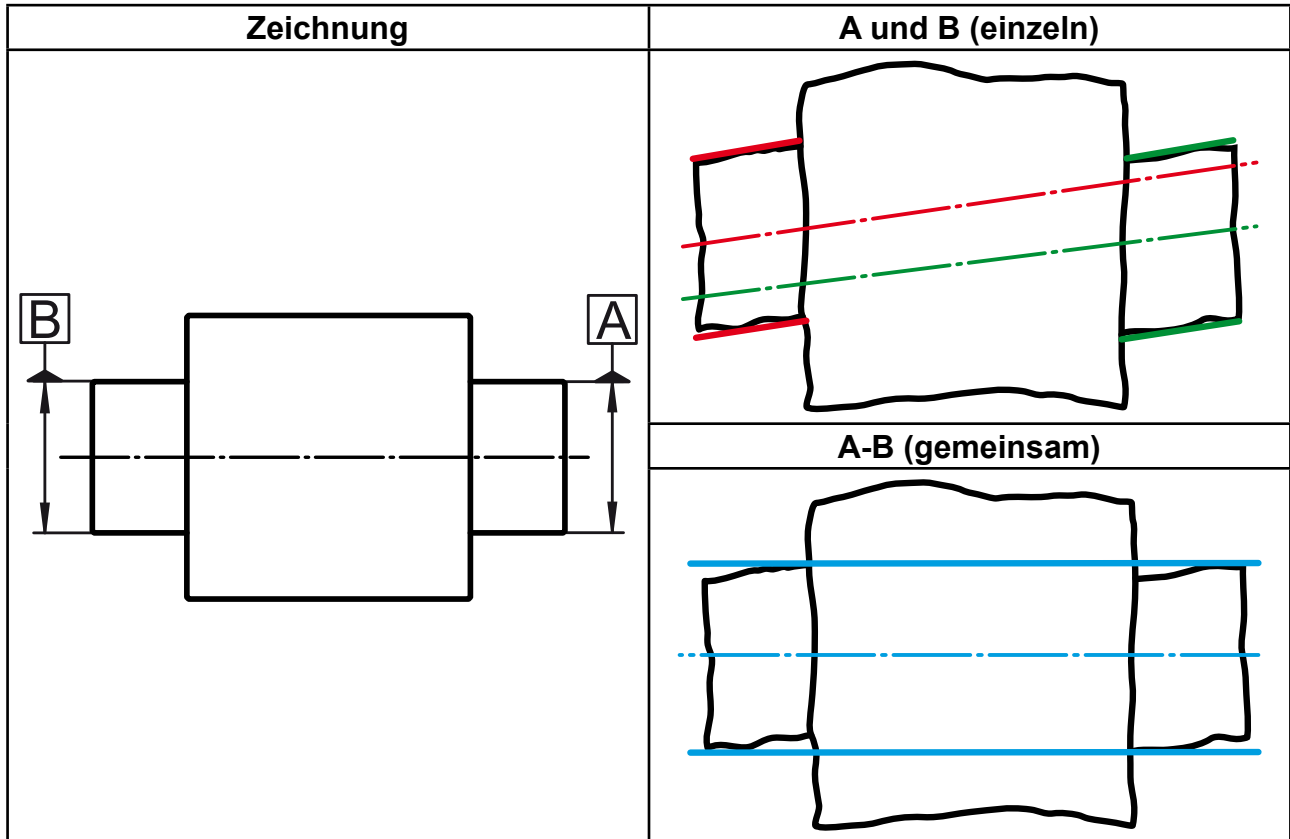 Zeichnung
A und B (einzeln)
B
A
A-B (gemeinsam)